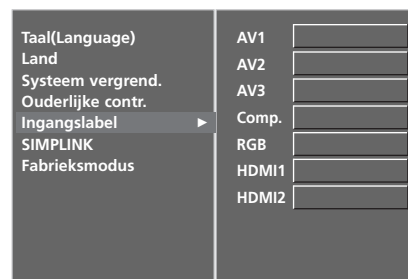 Taal(Language)
Land
Systeem vergrend.
Ouderlijke contr.
Ingangslabel ►
SIMPLINK
Fabrieksmodus
AV1
AV2
AV3
Comp.
RGB
HDMI1
HDMI2